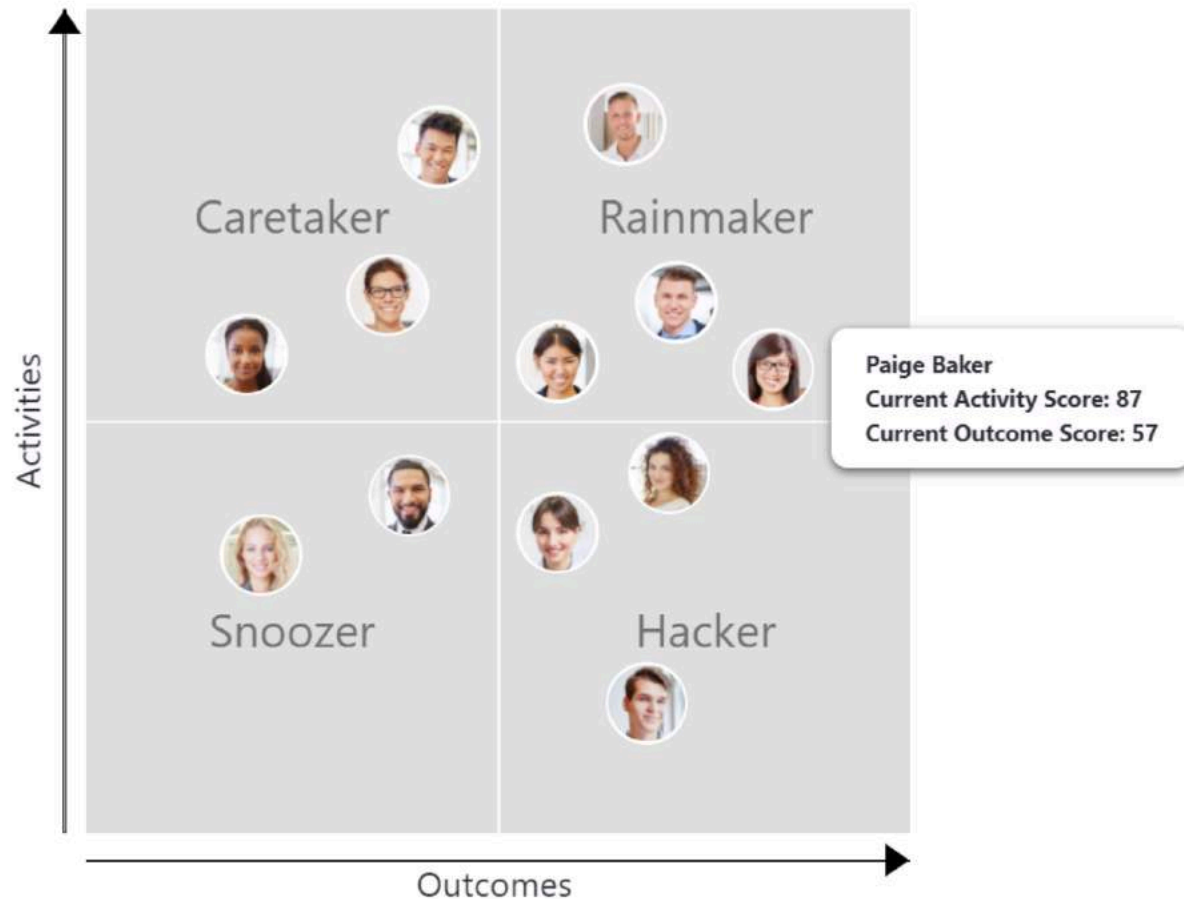 Caretaker
Rainmaker
Activities
Paige Baker
Current Activity Score: 87
Current Outcome Score: 57
Snoozer
Hacker
Outcomes